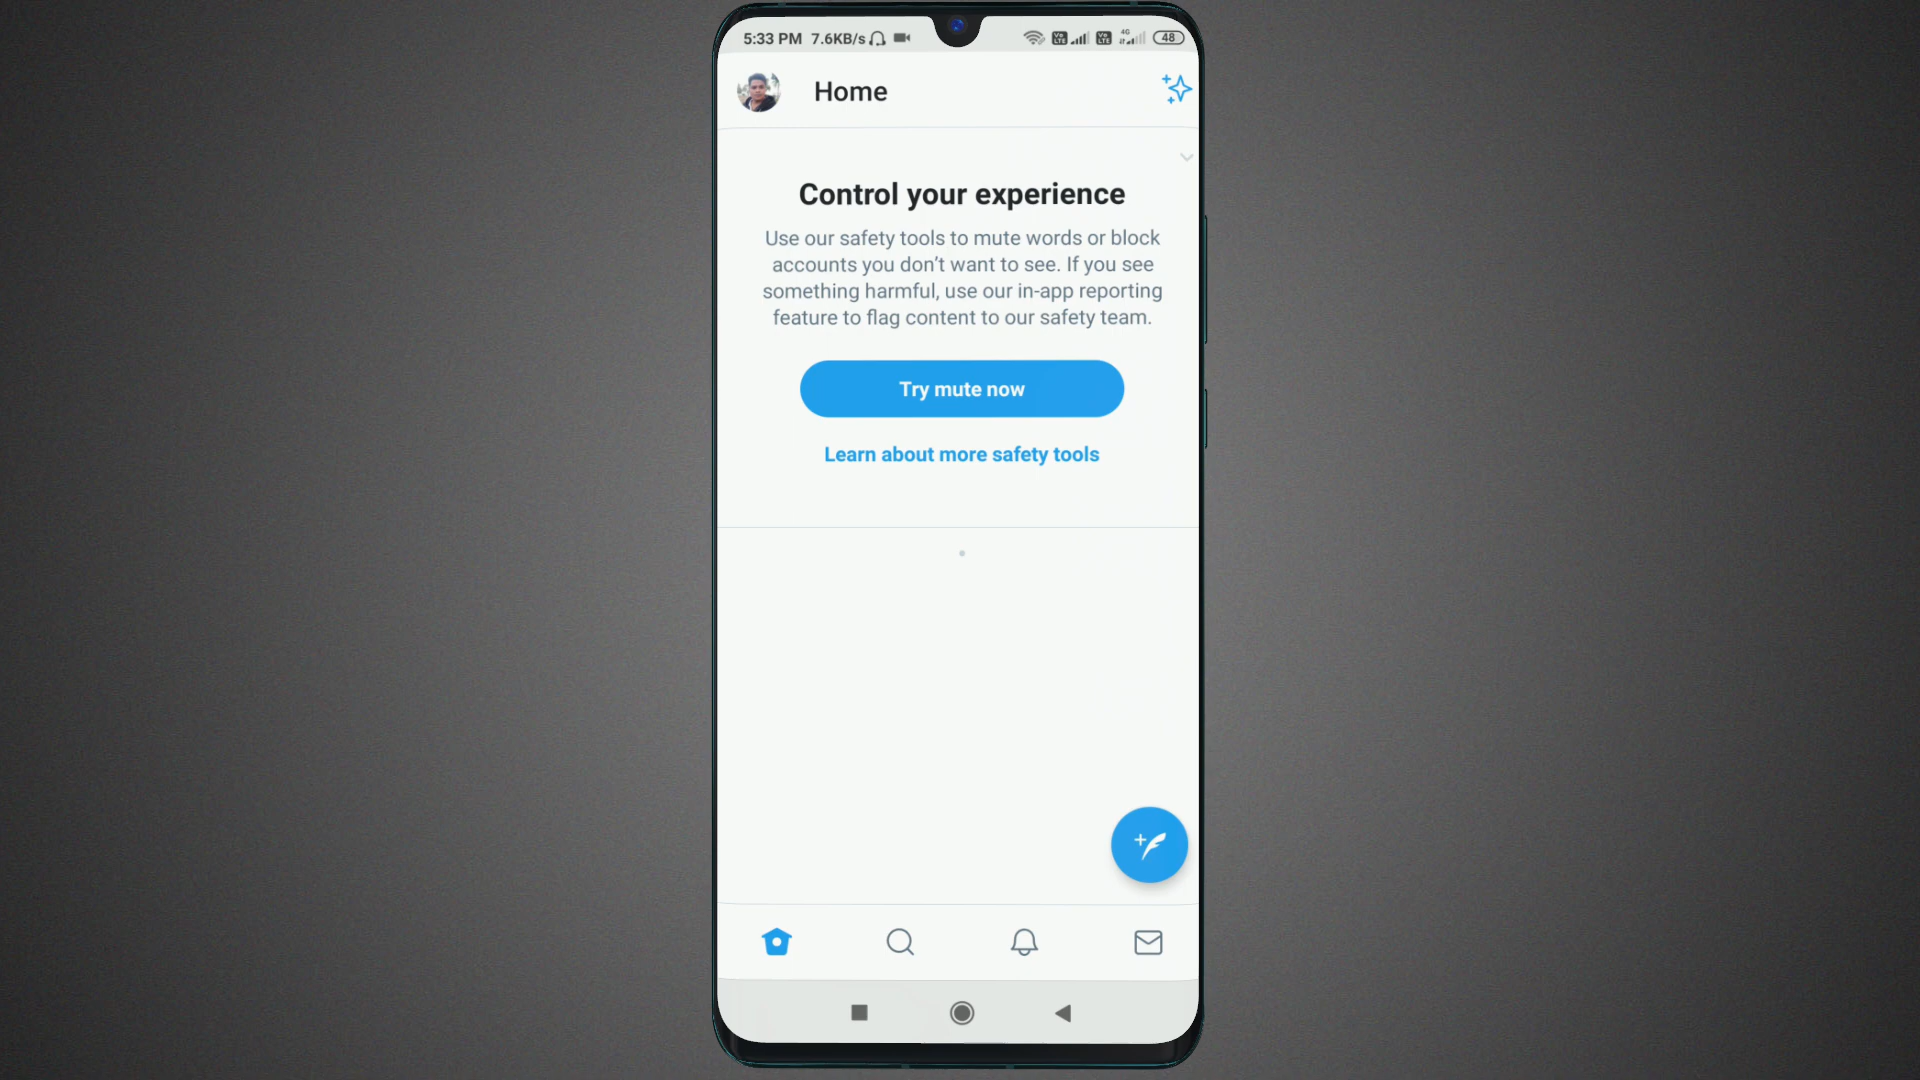 5:33 PM 7.6KB/s 4G 48
Home
Control your experience
Use our safety tools to mute words or block
accounts you don’t want to see. If you see
something harmful, use our in-app reporting
feature to flag content to our safety team.
Try mute now
Learn about more safety tools